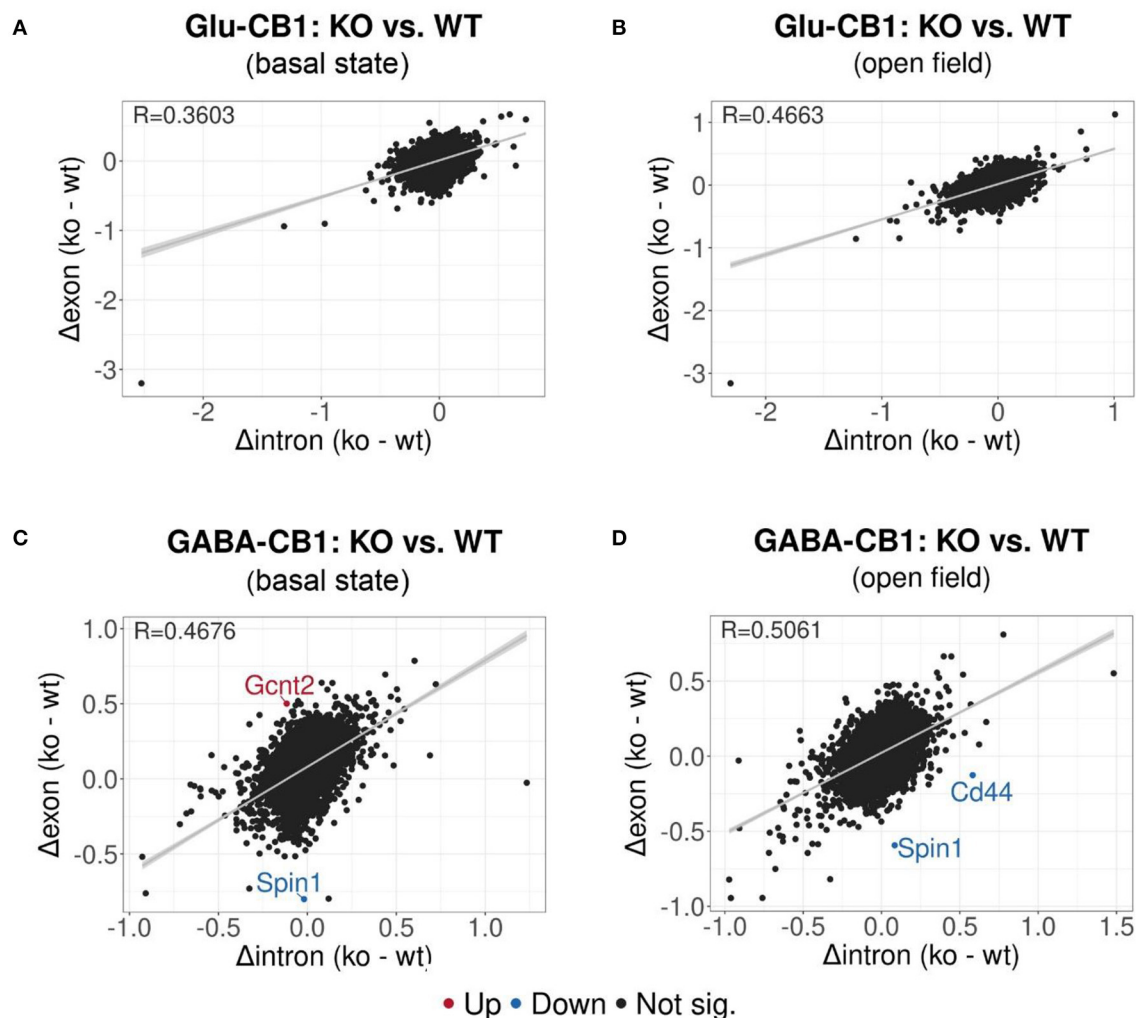 A
Glu-CB1: KO vs. WT
(basal state)
R=0.3603
0
-1
-2
-3
Δexon (ko - wt)
-2
-1
0
Δintron (ko - wt)
B
Glu-CB1: KO vs. WT
(open field)
R=0.4663
1
0
-1
-2
-3
Δexon (ko - wt)
-2
-1
0
1
Δintron (ko - wt)
C
GABA-CB1: KO vs. WT
(basal state)
R=0.4676
1.0
0.5
0.0
-0.5
Δexon (ko - wt)
Gcnt2
Spin1
-1.0
-0.5
0.0
0.5
1.0
Δintron (ko - wt)
D
GABA-CB1: KO vs. WT
(open field)
R=0.5061
0.5
0.0
-0.5
-1.0
Δexon (ko - wt)
Cd44
Spin1
-1.0
-0.5
0.0
0.5
1.0
1.5
Δintron (ko - wt)
Up Down Not sig.